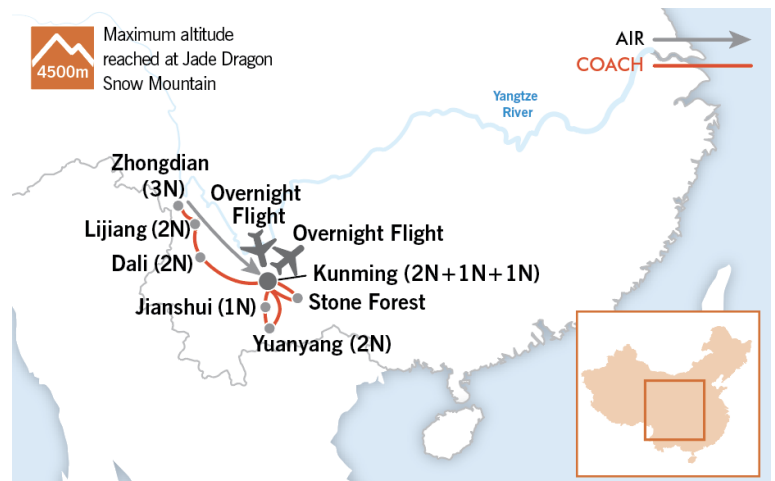 Maximum altitude
reached at Jade Dragon
Snow Mountain
4500m
AIR
COACH
Yangtze
River
Zhongdian
(3N)
Overnight
Flight
Lijiang (2N)
Overnight Flight
Dali (2N)
Kunming (2N+1N+1N)
Jianshui (1N)
Stone Forest
Yuanyang (2N)